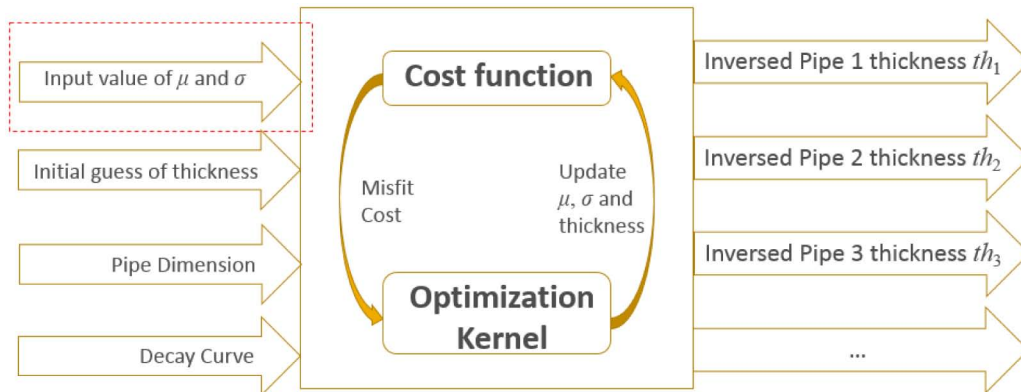 Input value of μ and σ
Initial guess of thickness
Pipe Dimension
Decay Curve
Cost function
Misfit
Cost
Update
μ, σ and
thickness
Optimization
Kernel
Inversed Pipe 1 thickness th₁
Inversed Pipe 2 thickness th₂
Inversed Pipe 3 thickness th₃
...